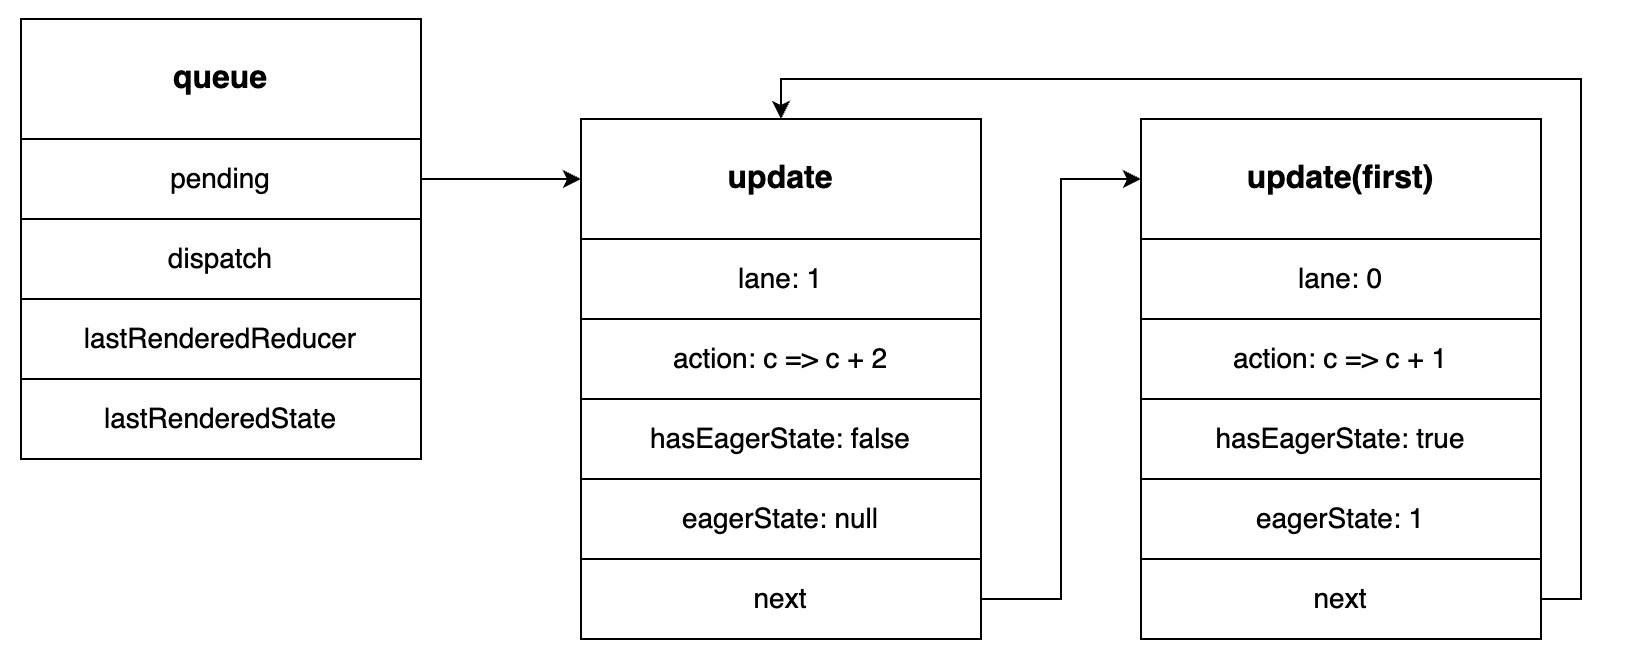 queue
pending
dispatch
lastRenderedReducer
lastRenderedState
update
lane: 1
action: c => c + 2
hasEagerState: false
eagerState: null
next
update(first)
lane: 0
action: c => c + 1
hasEagerState: true
eagerState: 1
next